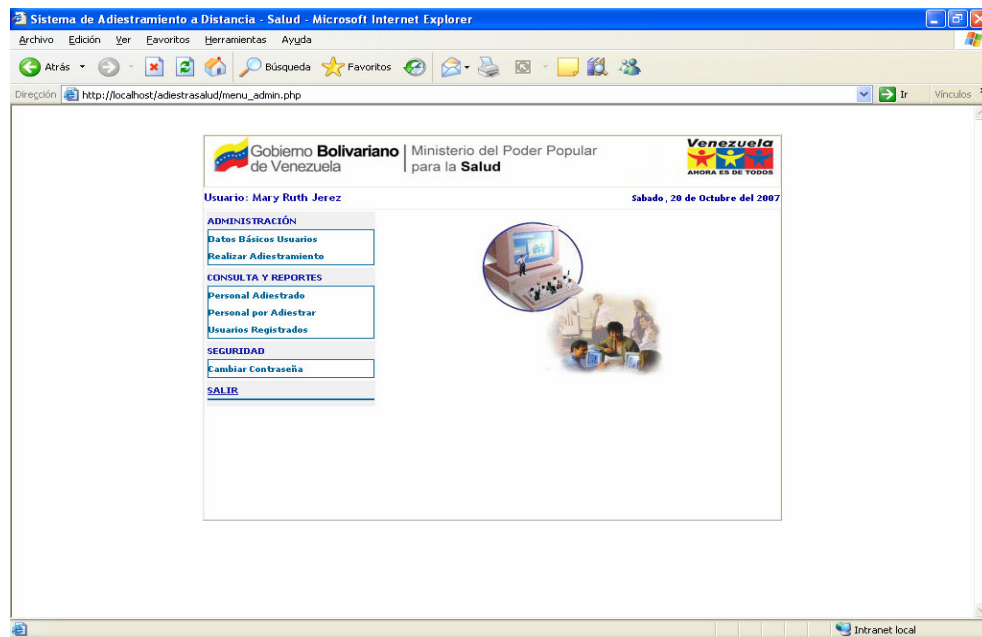 Sistema de Adiestramiento a Distancia - Salud - Microsoft Internet Explorer
Archivo Edición Ver Favoritos Herramientas Ayuda
Atrás Búsqueda Favoritos
Dirección http://localhost/adiestrasalud/menu_admin.php Ir Vínculos
Gobierno Bolivariano Ministerio del Poder Popular
de Venezuela para la Salud
Venezuela
AHORA ES DE TODOS
Usuario: Mary Ruth Jerez Sabado, 20 de Octubre del 2007
ADMINISTRACIÓN
Datos Básicos Usuarios
Realizar Adiestramiento
CONSULTA Y REPORTES
Personal Adiestrado
Personal por Adiestrar
Usuarios Registrados
SEGURIDAD
Cambiar Contraseña
SALIR
Intranet local